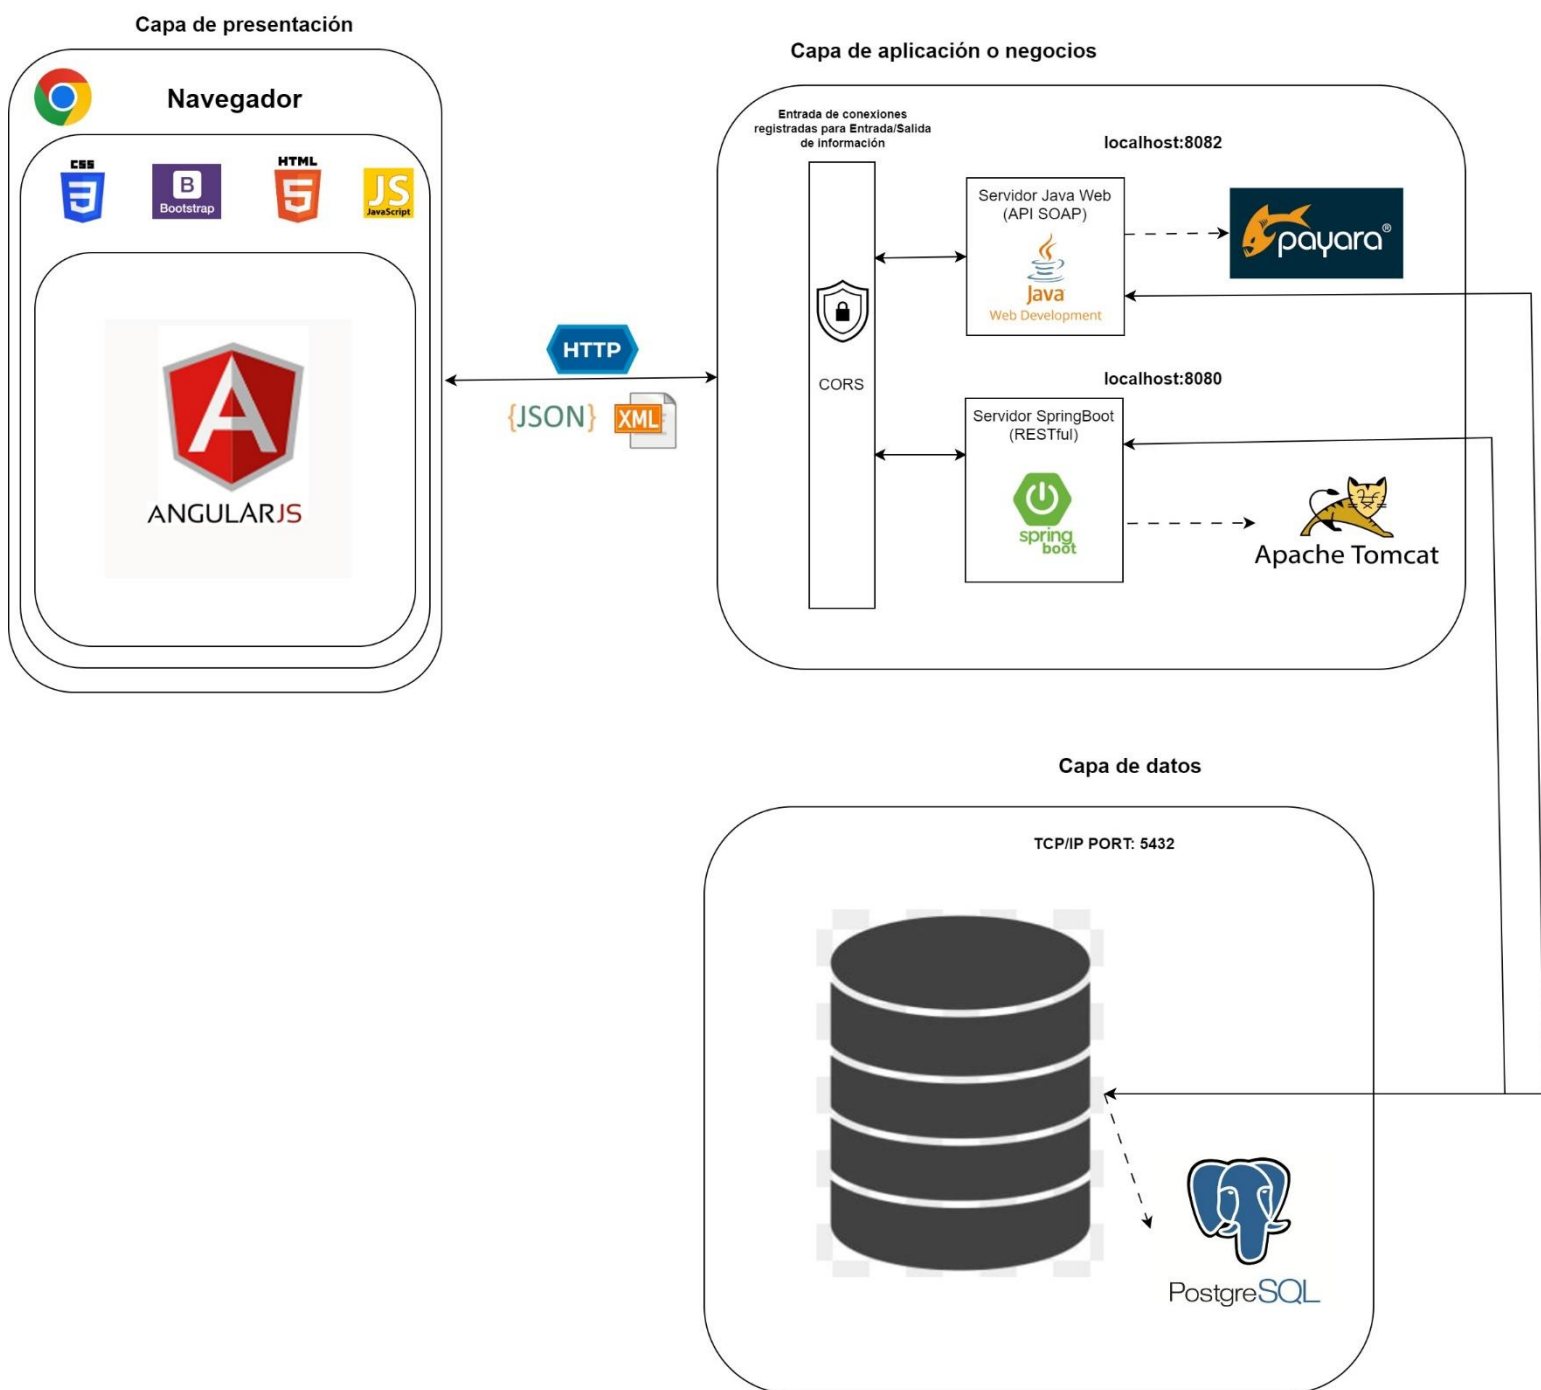 Capa de presentación
Navegador
CSS
3
B
Bootstrap
HTML
5
JS
JavaScript
A
ANGULARJS
HTTP
{JSON}
XML
Capa de aplicación o negocios
Entrada de conexiones
registradas para Entrada/Salida
de información
CORS
localhost:8082
Servidor Java Web
(API SOAP)
Java
Web Development
payara®
localhost:8080
Servidor SpringBoot
(RESTful)
spring
boot
Apache Tomcat
Capa de datos
TCP/IP PORT: 5432
PostgreSQL